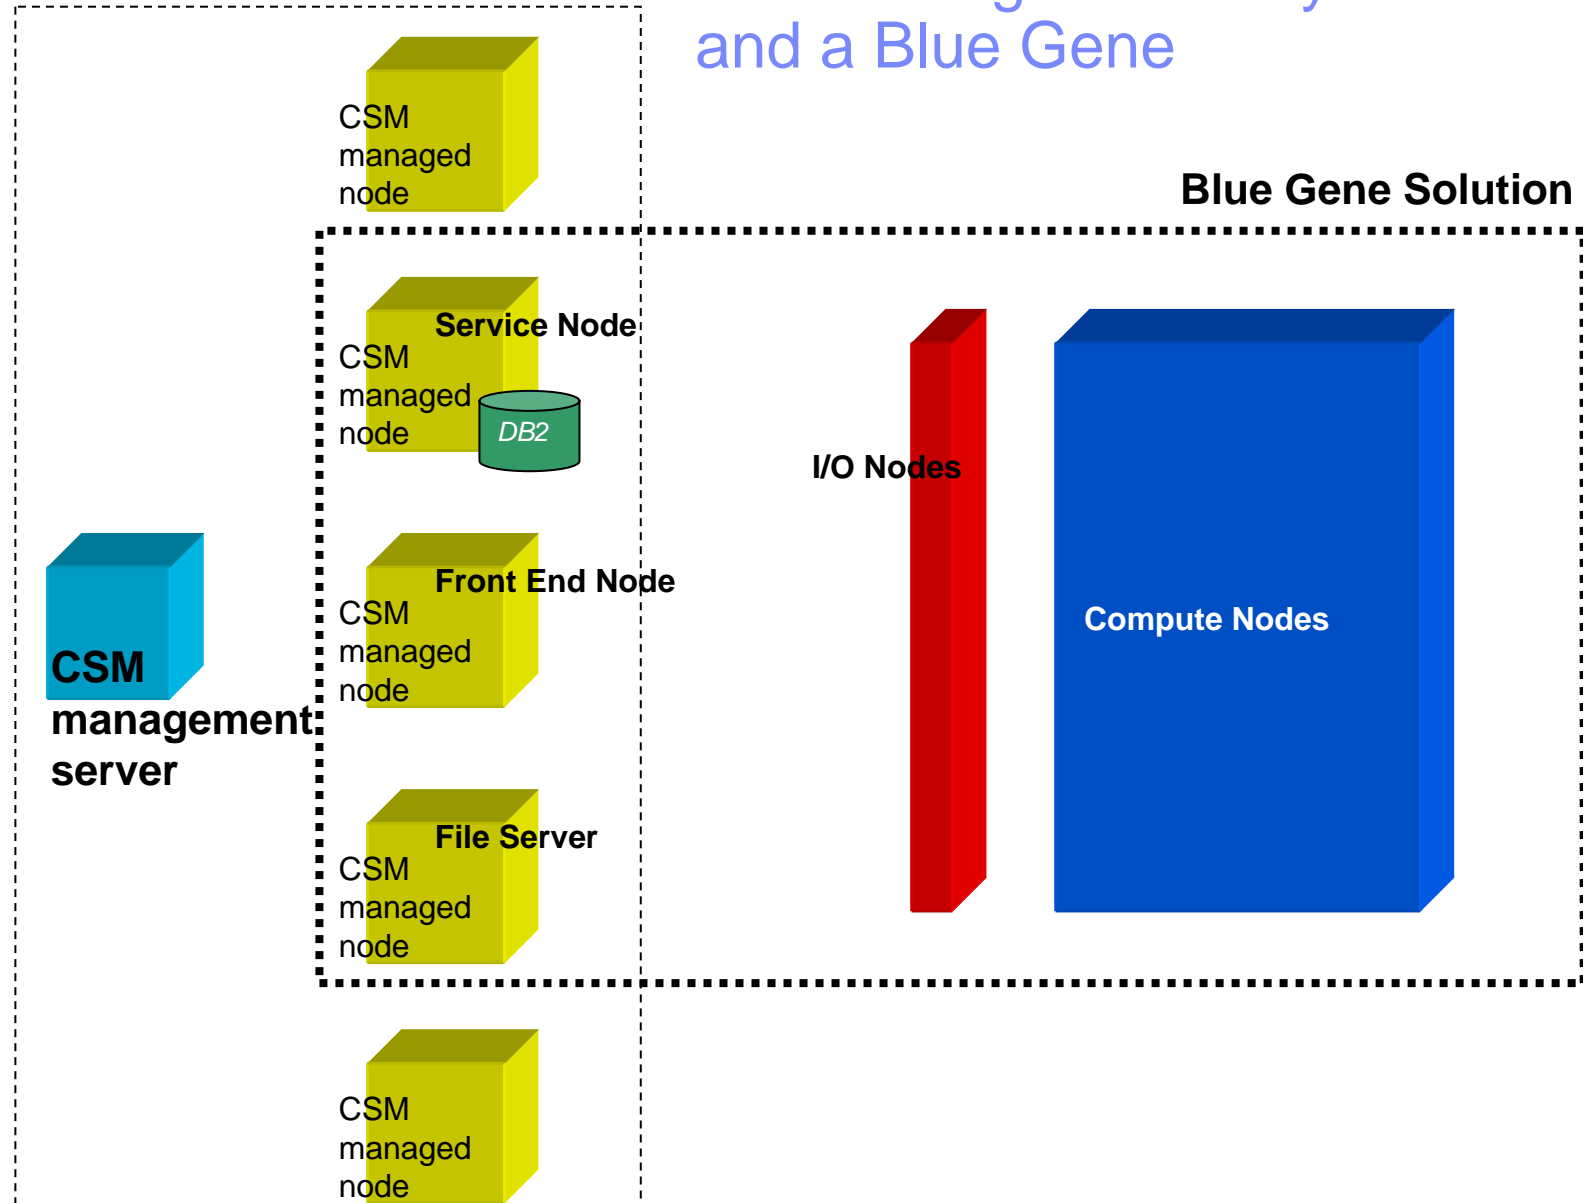 and a Blue Gene
CSM
managed
node
Blue Gene Solution
Service Node
CSM
managed
node
DB2
I/O Nodes
Front End Node
CSM
managed
node
Compute Nodes
CSM
management
server
File Server
CSM
managed
node
CSM
managed
node